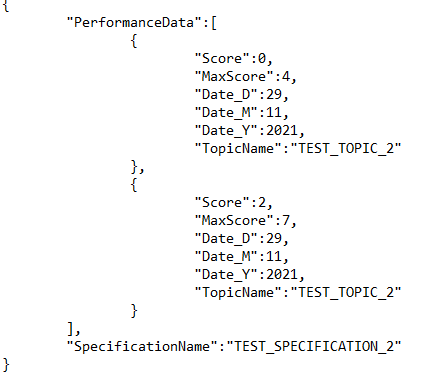 {
"PerformanceData":[
{
"Score":0,
"MaxScore":4,
"Date_D":29,
"Date_M":11,
"Date_Y":2021,
"TopicName":"TEST_TOPIC_2"
},
{
"Score":2,
"MaxScore":7,
"Date_D":29,
"Date_M":11,
"Date_Y":2021,
"TopicName":"TEST_TOPIC_2"
}
],
"SpecificationName":"TEST_SPECIFICATION_2"
}